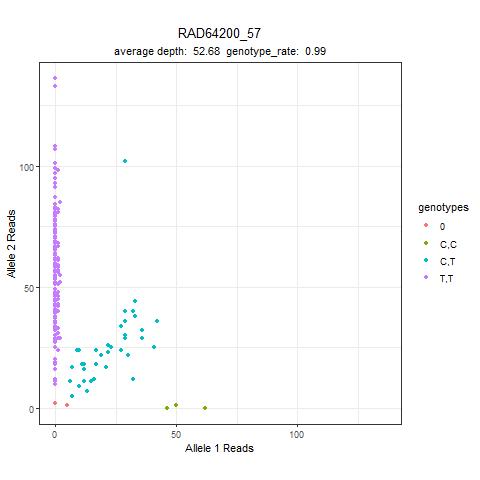 RAD64200_57
average depth:  52.68  genotype_rate:  0.99
Allele 2 Reads
100
50
0
0
50
100
Allele 1 Reads
genotypes
0
C,C
C,T
T,T